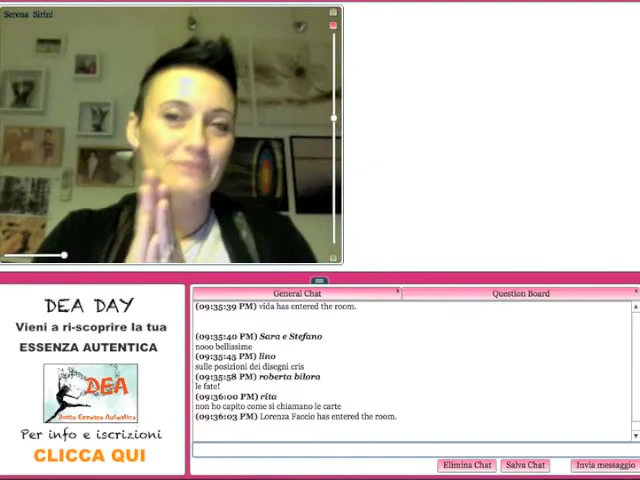 Serena Sirini
DEA DAY
Vieni a ri-scoprire la tua
ESSENZA AUTENTICA
DEA
Donna Essenza Autentica
Per info e iscrizioni
CLICCA QUI
General Chat
x
Question Board
x
(09:35:39 PM) vida has entered the room.
(09:35:40 PM) Sara e Stefano
nooo bellissime
(09:35:45 PM) lino
sulle posizioni dei disegni cris
(09:35:58 PM) roberta bilora
le fate!
(09:36:00 PM) rita
non ho capito come si chiamano le carte
(09:36:03 PM) Lorenza Faccio has entered the room.
Elimina Chat
Salva Chat
Invia messaggio